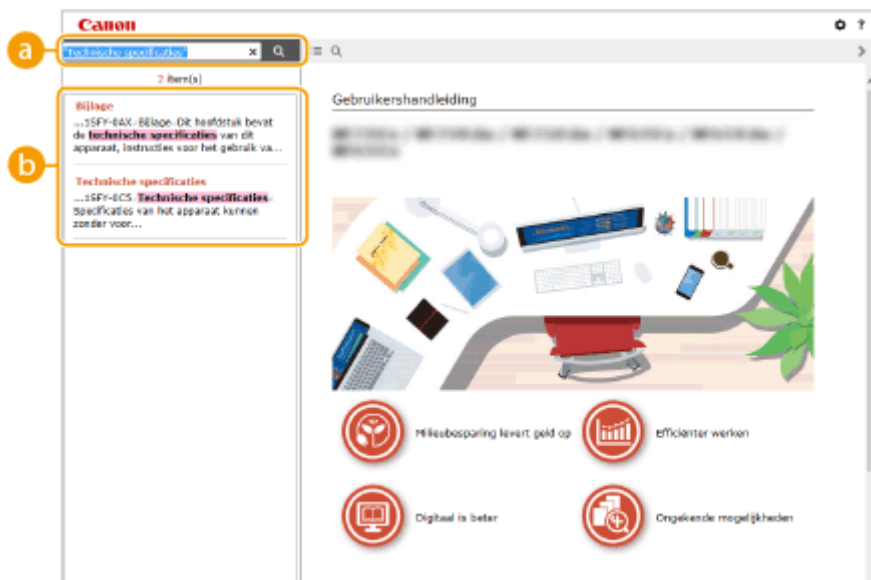 Canon
?
a
"Technische specificaties" x
2 item(s)
b
Bijlage
...15FY-0AX. Bijlage. Dit hoofdstuk bevat
de technische specificaties van dit
apparaat, instructies voor het gebruik va...
Technische specificaties
...15FY-0C5. Technische specificaties.
Specificaties van het apparaat kunnen
zonder voor...
Gebruikershandleiding
Milieubesparing levert geld op
Efficiënter werken
Digitaal is beter
Ongekende mogelijkheden